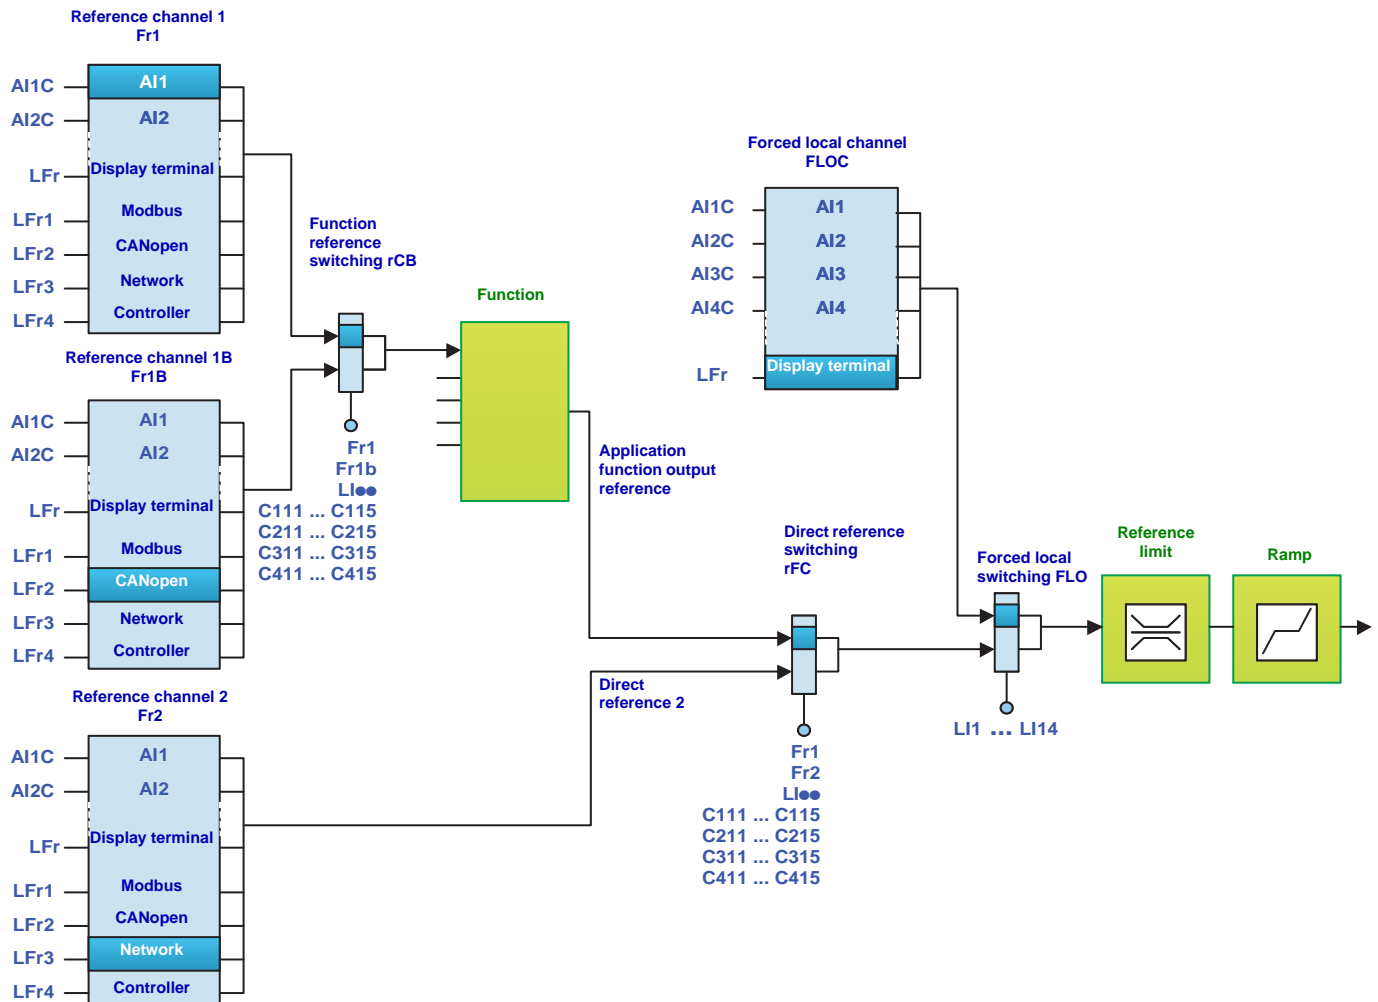 Reference channel 1
Fr1
AI1C
AI1
AI2C
AI2
LFr
Display terminal
LFr1
Modbus
LFr2
CANopen
LFr3
Network
LFr4
Controller
Function
reference
switching rCB
Reference channel 1B
Fr1B
AI1C
AI1
AI2C
AI2
LFr
Display terminal
LFr1
Modbus
LFr2
CANopen
LFr3
Network
LFr4
Controller
Fr1
Fr1b
LI●●
C111 ... C115
C211 ... C215
C311 ... C315
C411 ... C415
Function
Application
function output
reference
Forced local channel
FLOC
AI1C
AI1
AI2C
AI2
AI3C
AI3
AI4C
AI4
LFr
Display terminal
Reference channel 2
Fr2
AI1C
AI1
AI2C
AI2
LFr
Display terminal
LFr1
Modbus
LFr2
CANopen
LFr3
Network
LFr4
Controller
Direct
reference 2
Direct reference
switching
rFC
Fr1
Fr2
LI●●
C111 ... C115
C211 ... C215
C311 ... C315
C411 ... C415
Forced local
switching FLO
LI1 ... LI14
Reference
limit
Ramp